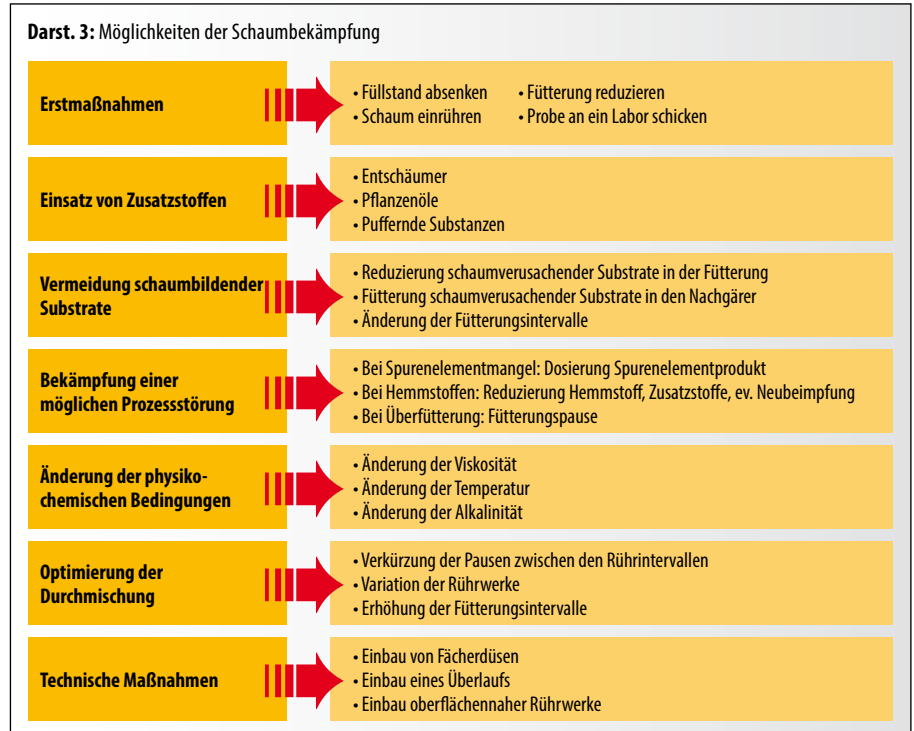 Darst. 3: Möglichkeiten der Schaumbekämpfung
Erstmaßnahmen
• Füllstand absenken • Fütterung reduzieren
• Schaum einrühren • Probe an ein Labor schicken
Einsatz von Zusatzstoffen
• Entschäumer
• Pflanzenöle
• Puffernde Substanzen
Vermeidung schaumbildender
Substrate
• Reduzierung schaumverusachender Substrate in der Fütterung
• Fütterung schaumverusachender Substrate in den Nachgärer
• Änderung der Fütterungsintervalle
Bekämpfung einer
möglichen Prozessstörung
• Bei Spurenelementmangel: Dosierung Spurenelementprodukt
• Bei Hemmstoffen: Reduzierung Hemmstoff, Zusatzstoffe, ev. Neubeimpfung
• Bei Überfütterung: Fütterungspause
Änderung der physiko-
chemischen Bedingungen
• Änderung der Viskosität
• Änderung der Temperatur
• Änderung der Alkalinität
Optimierung der
Durchmischung
• Verkürzung der Pausen zwischen den Rührintervallen
• Variation der Rührwerke
• Erhöhung der Fütterungsintervalle
Technische Maßnahmen
• Einbau von Fächerdüsen
• Einbau eines Überlaufs
• Einbau oberflächennaher Rührwerke